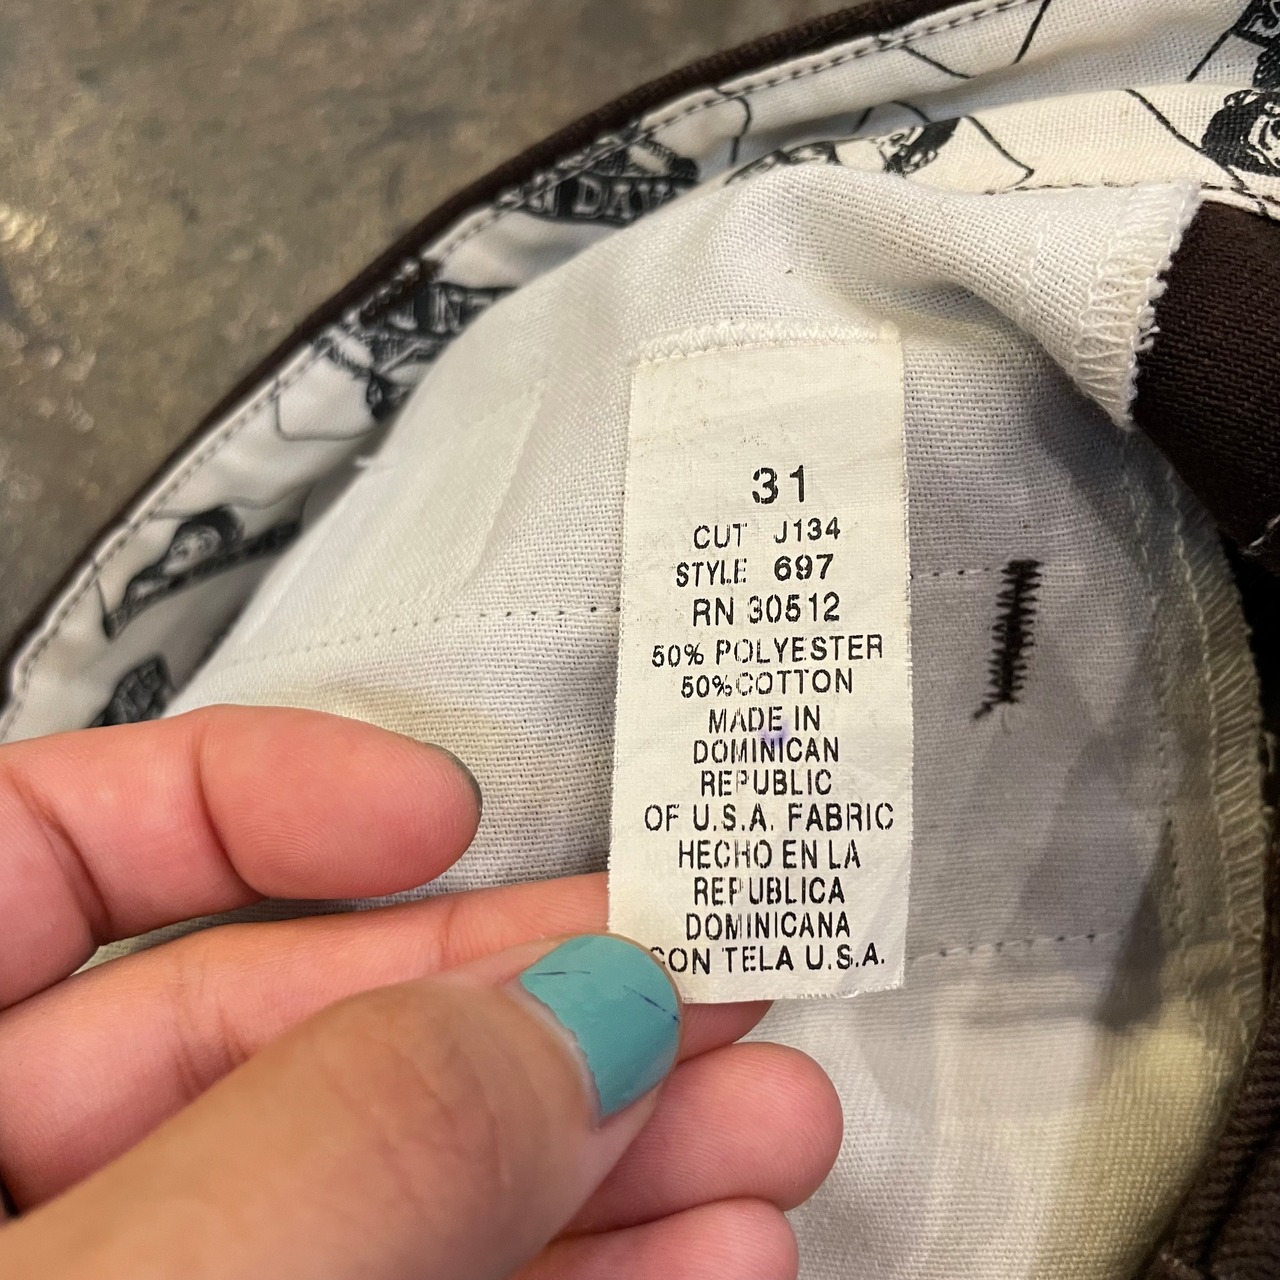 DAV
31
CUT J134
STYLE 697
RN 30512
50% POLYESTER
50% COTTON
MADE IN
DOMINICAN
REPUBLIC
OF U.S.A. FABRIC
HECHO EN LA
REPUBLICA
DOMINICANA
CON TELA U.S.A.